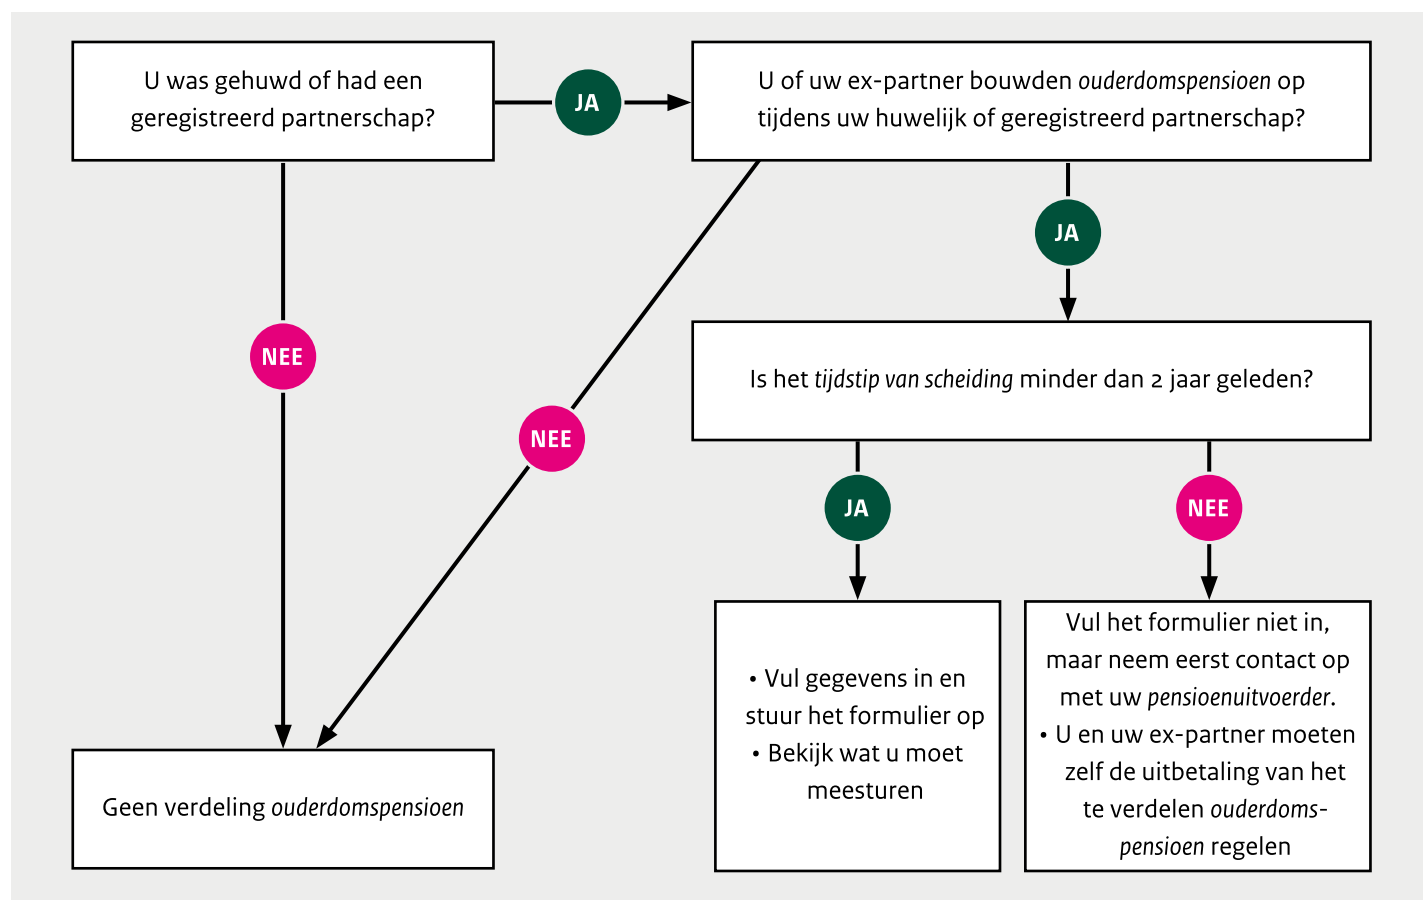 U was gehuwd of had een
geregistreerd partnerschap?
JA
U of uw ex-partner bouwden ouderdomspensioen op
tijdens uw huwelijk of geregistreerd partnerschap?
JA
NEE
NEE
Is het tijdstip van scheiding minder dan 2 jaar geleden?
JA
NEE
Geen verdeling ouderdomspensioen
• Vul gegevens in en
stuur het formulier op
• Bekijk wat u moet
meesturen
Vul het formulier niet in,
maar neem eerst contact op
met uw pensioenuitvoerder.
• U en uw ex-partner moeten
zelf de uitbetaling van het
te verdelen ouderdoms-
pensioen regelen